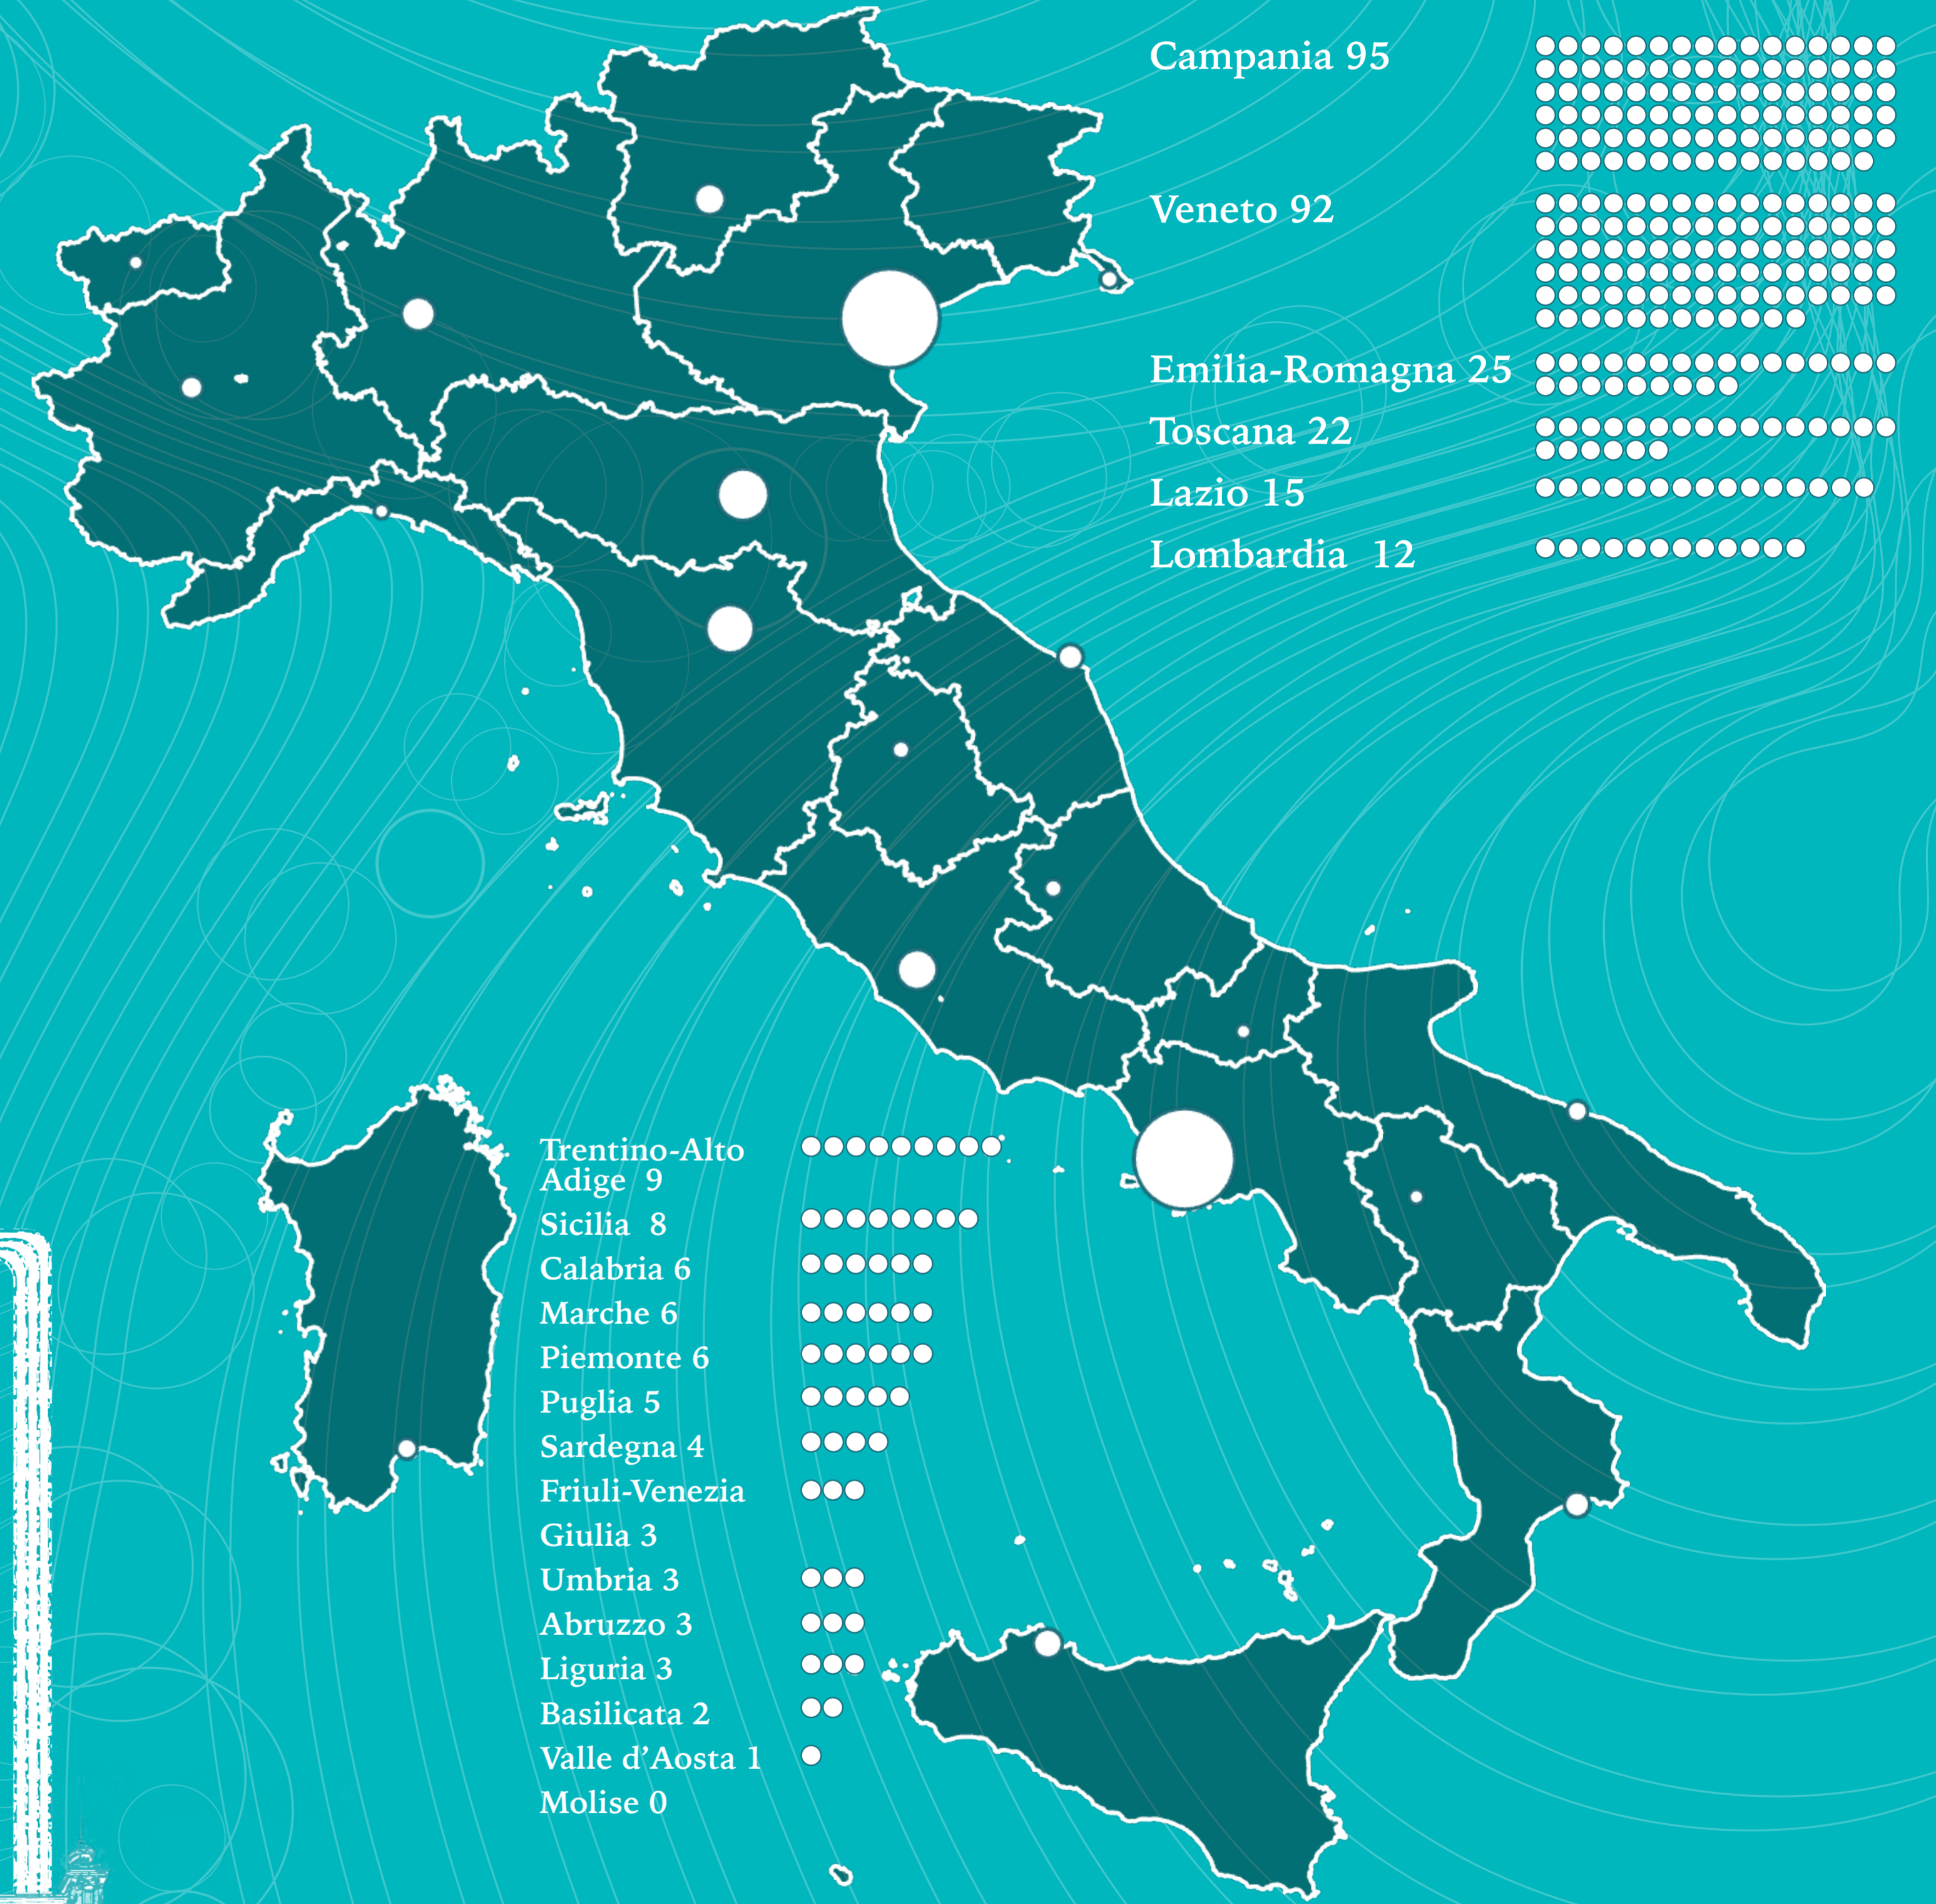 Campania 95
Veneto 92
Emilia-Romagna 25
Toscana 22
Lazio 15
Lombardia 12
Trentino-Alto
Adige 9
Sicilia 8
Calabria 6
Marche 6
Piemonte 6
Puglia 5
Sardegna 4
Friuli-Venezia
Giulia 3
Umbria 3
Abruzzo 3
Liguria 3
Basilicata 2
Valle d’Aosta 1
Molise 0